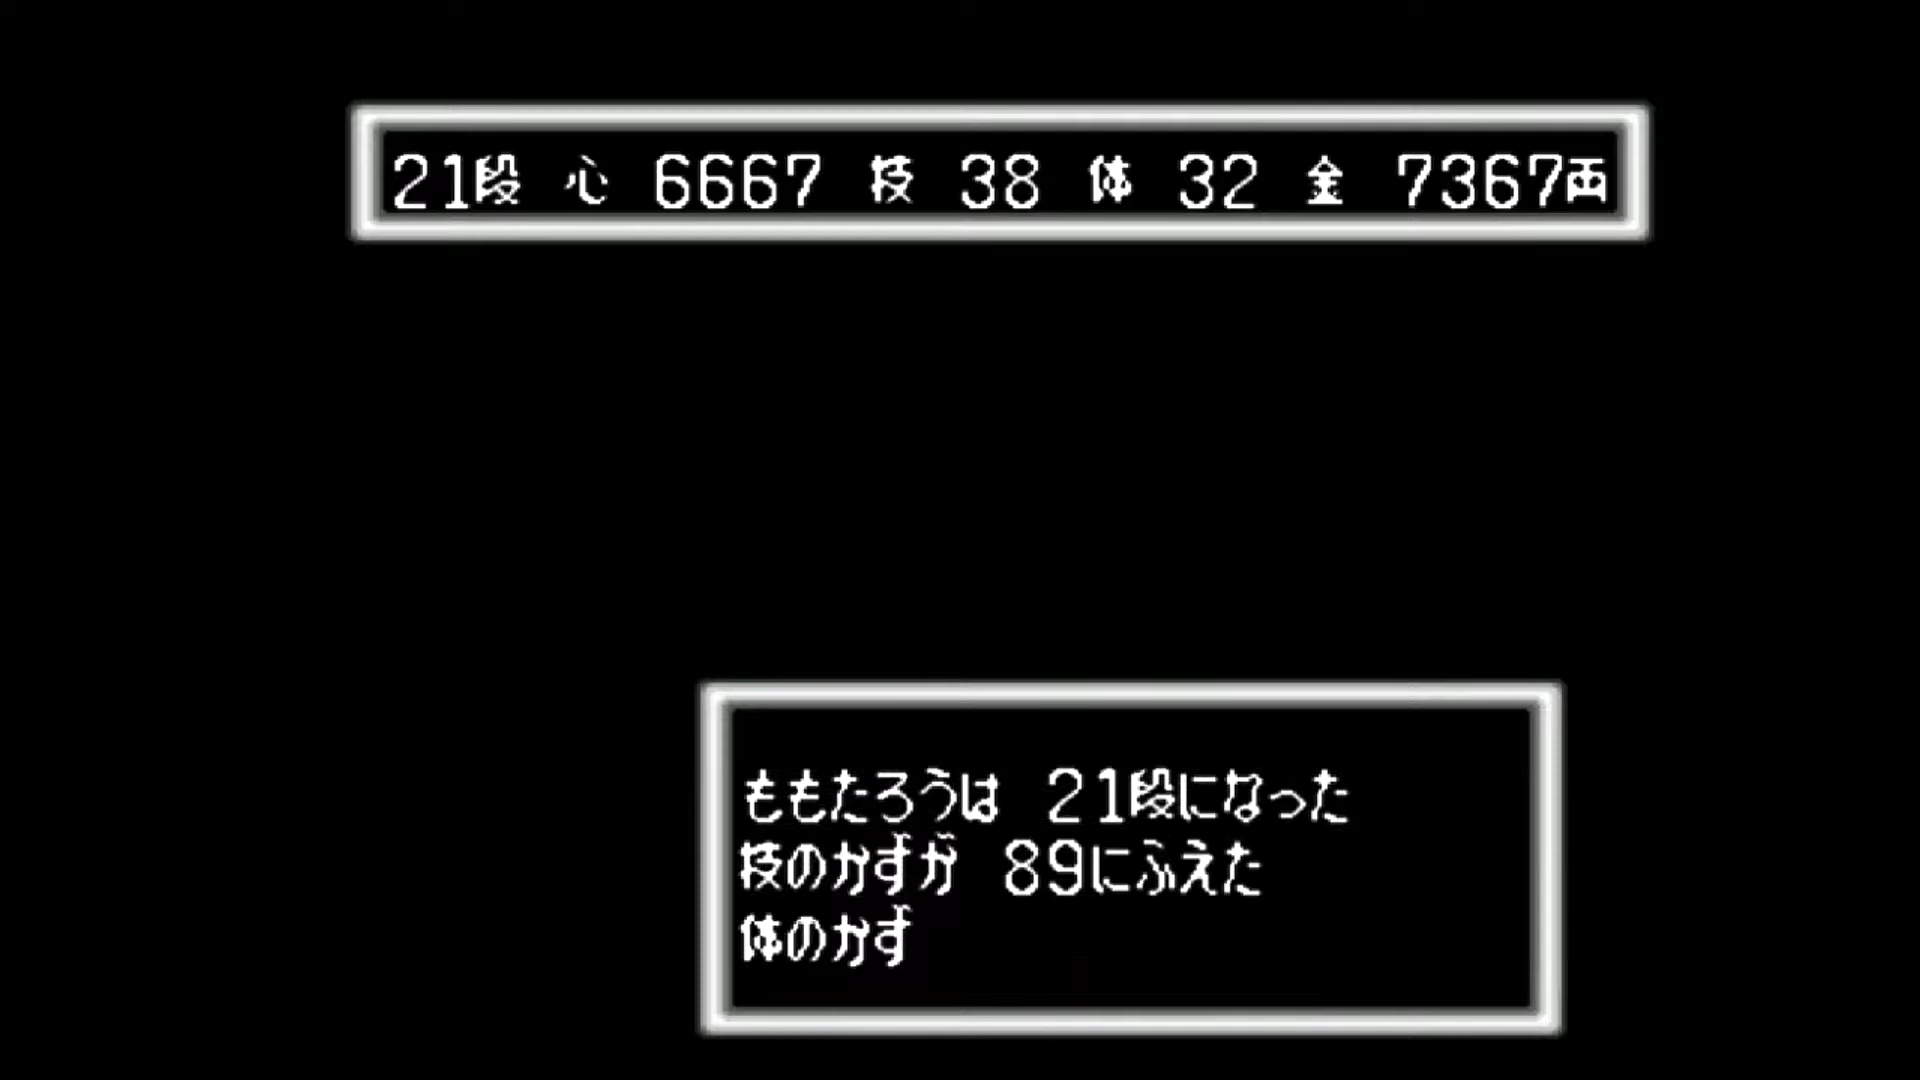 21段 心 6667 技 38 体 32 金 7367両
ももたろうは 21段になった
技のかずが 89にふえた
体のかず